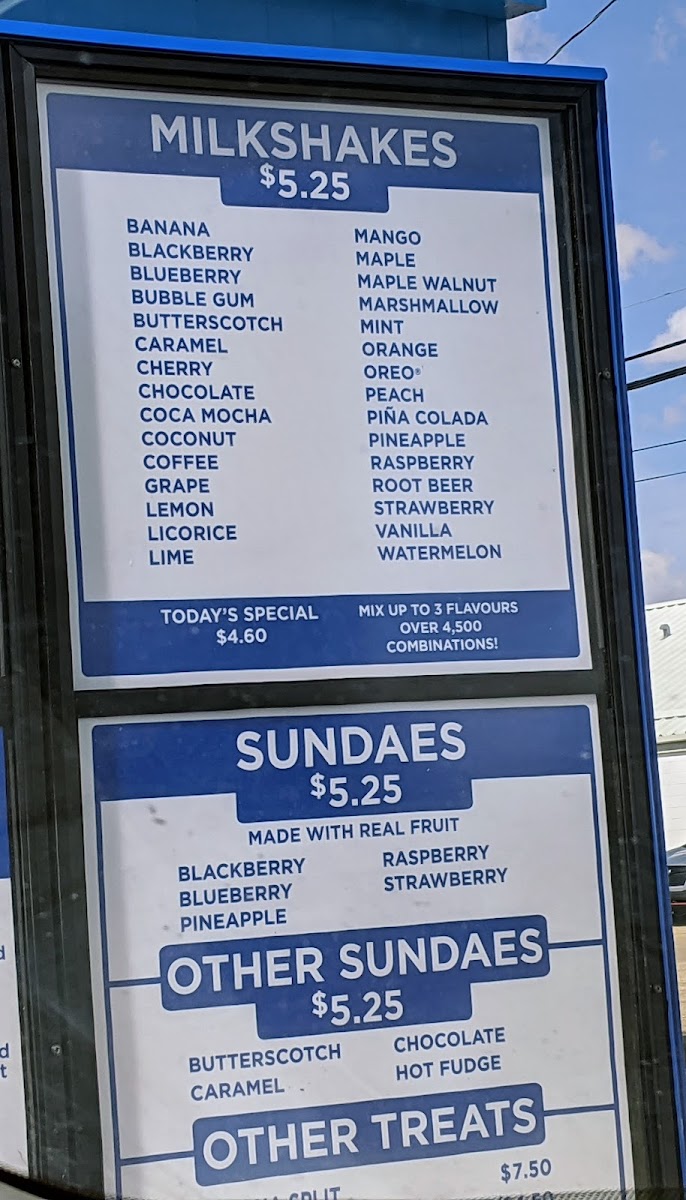 MILKSHAKES
$5.25
BANANA
BLACKBERRY
BLUEBERRY
BUBBLE GUM
BUTTERSCOTCH
CARAMEL
CHERRY
CHOCOLATE
COCA MOCHA
COCONUT
COFFEE
GRAPE
LEMON
LICORICE
LIME
MANGO
MAPLE
MAPLE WALNUT
MARSHMALLOW
MINT
ORANGE
OREO®
PEACH
PIÑA COLADA
PINEAPPLE
RASPBERRY
ROOT BEER
STRAWBERRY
VANILLA
WATERMELON
TODAY'S SPECIAL
$4.60
MIX UP TO 3 FLAVOURS
OVER 4,500
COMBINATIONS!
SUNDAES
$5.25
MADE WITH REAL FRUIT
BLACKBERRY
BLUEBERRY
PINEAPPLE
RASPBERRY
STRAWBERRY
OTHER SUNDAES
$5.25
BUTTERSCOTCH
CARAMEL
CHOCOLATE
HOT FUDGE
OTHER TREATS
SPLIT
$7.50